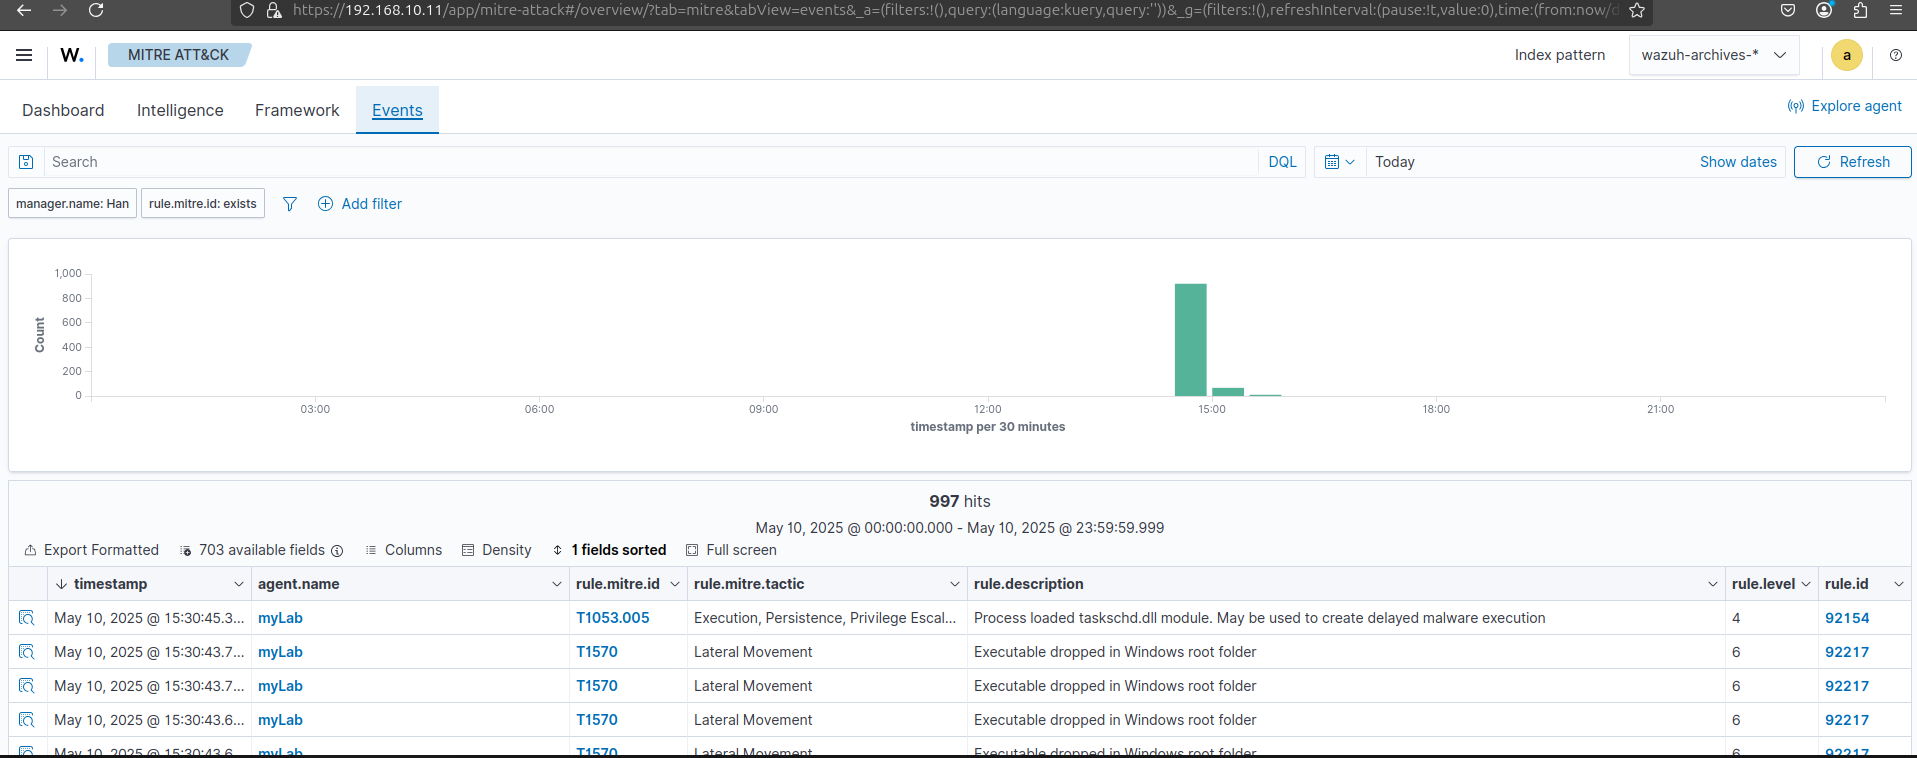 https://192.168.10.11/app/mitre-attack#/overview/?tab=mitre&tabView=events&_a=(filters:!(),query:(language:kuery,query:''))&_g=(filters:!(),refreshInterval:(pause:!t,value:0),time:(from:now/d
W. MITRE ATT&CK Index pattern wazuh-archives-* a
Dashboard Intelligence Framework Events Explore agent
Search DQL Today Show dates Refresh
manager.name: Han rule.mitre.id: exists Add filter
1,000
800
600
400
200
0
Count
03:00 06:00 09:00 12:00 15:00 18:00 21:00
timestamp per 30 minutes
997 hits
May 10, 2025 @ 00:00:00.000 - May 10, 2025 @ 23:59:59.999
Export Formatted 703 available fields Columns Density 1 fields sorted Full screen
timestamp agent.name rule.mitre.id rule.mitre.tactic rule.description rule.level rule.id
May 10, 2025 @ 15:30:45.3... myLab T1053.005 Execution, Persistence, Privilege Escal... Process loaded taskschd.dll module. May be used to create delayed malware execution 4 92154
May 10, 2025 @ 15:30:43.7... myLab T1570 Lateral Movement Executable dropped in Windows root folder 6 92217
May 10, 2025 @ 15:30:43.7... myLab T1570 Lateral Movement Executable dropped in Windows root folder 6 92217
May 10, 2025 @ 15:30:43.6... myLab T1570 Lateral Movement Executable dropped in Windows root folder 6 92217
May 10, 2025 @ 15:30:43.6... myLab T1570 Lateral Movement Executable dropped in Windows root folder 6 92217